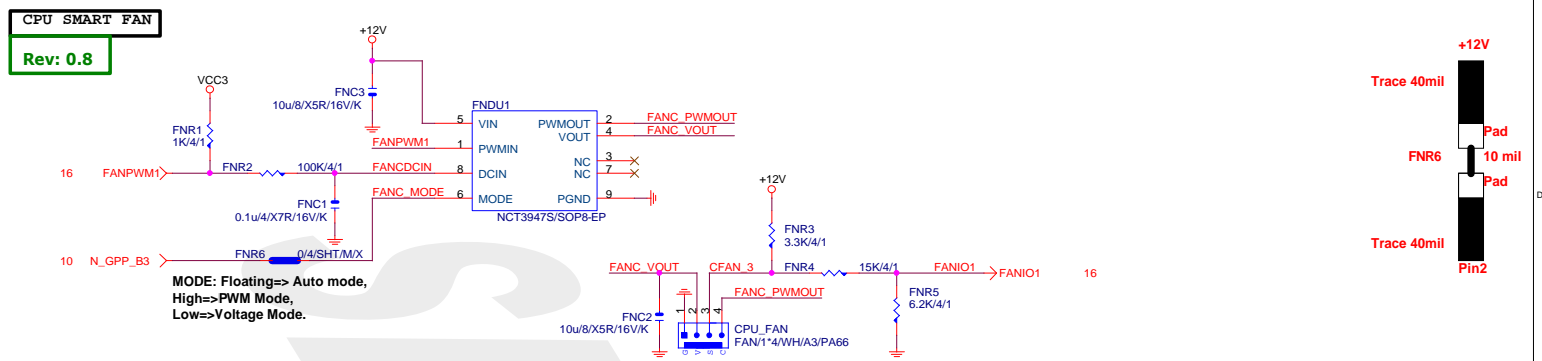 CPU SMART FAN
Rev: 0.8
+12V
VCC3
FNC3
10u/8/X5R/16V/K
FNDU1
FNR1
1K/4/1
5
VIN
PWMOUT
2
FANC_PWMOUT
VOUT
4
FANC_VOUT
FANPWM1
1
PWMIN
NC
3
16
FANPWM1
FNR2
100K/4/1
FANCDCIN
8
DCIN
NC
7
FANC_MODE
6
MODE
PGND
9
FNC1
0.1u/4/X7R/16V/K
NCT3947S/SOP8-EP
10
N_GPP_B3
FNR6
0/4/SHT/M/X
MODE: Floating=> Auto mode,
High=>PWM Mode,
Low=>Voltage Mode.
+12V
FNR3
3.3K/4/1
FANC_VOUT
CFAN_3
FNR4
15K/4/1
FANIO1
FANIO1
16
FANC_PWMOUT
FNR5
6.2K/4/1
FNC2
10u/8/X5R/16V/K
1
2
3
4
CPU_FAN
FAN/1*4/WH/A3/PA66
G
V
S
C
+12V
Trace 40mil
Pad
FNR6
10 mil
Pad
Trace 40mil
Pin2
D